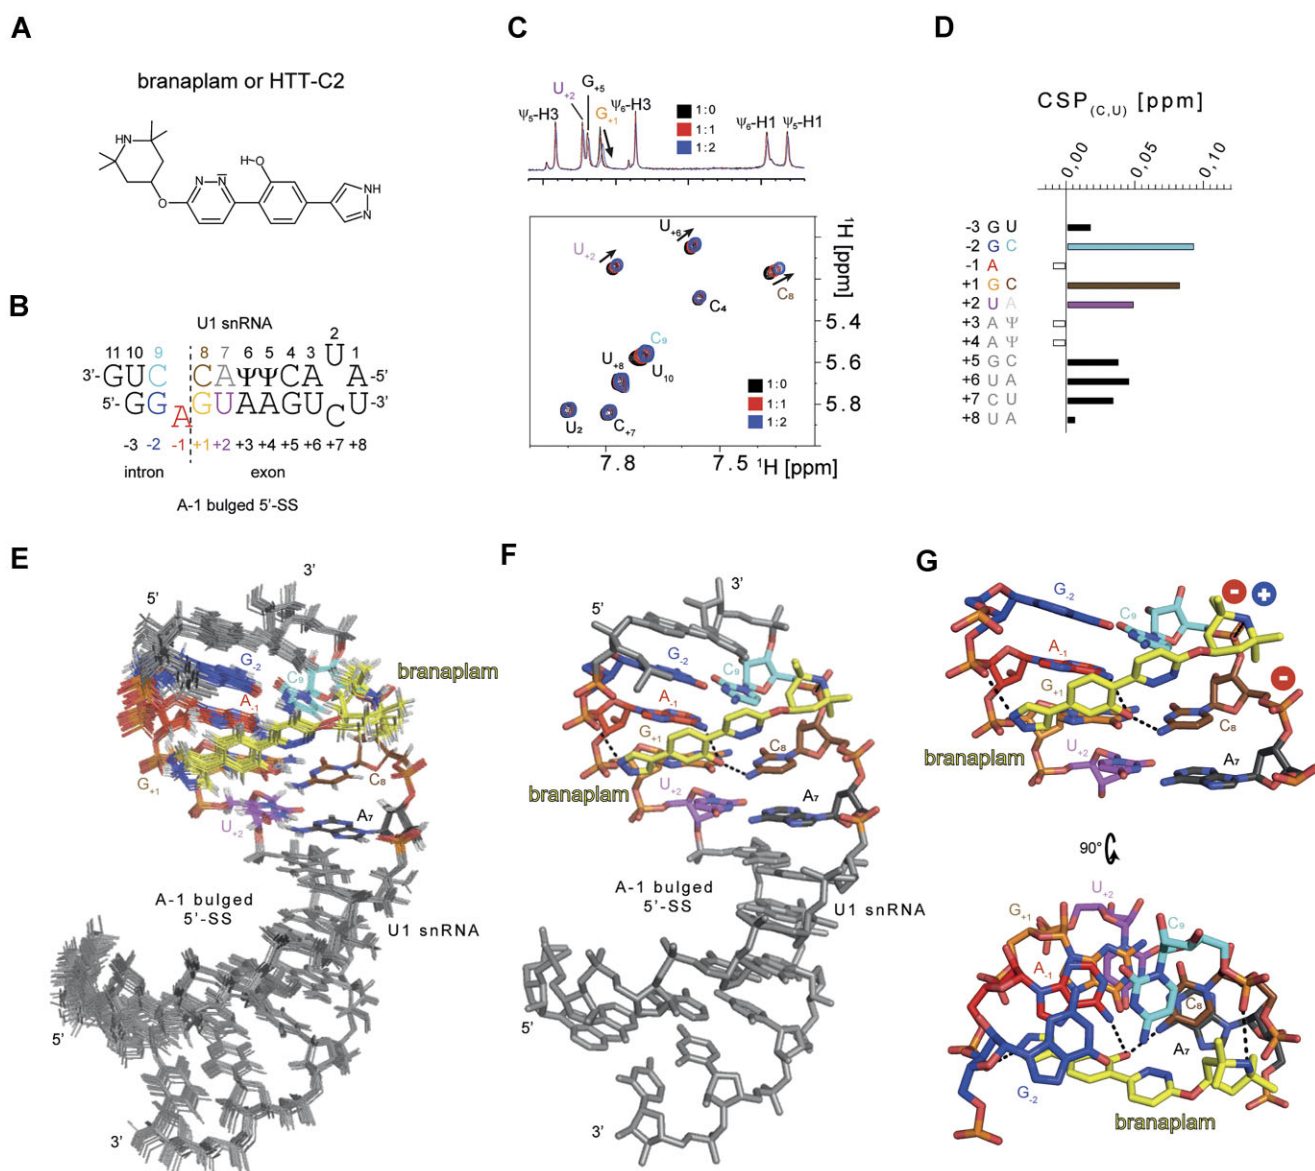 A
branaplam or HTT-C2
HN
N N
H-O
O
NH
N
B
U1 snRNA
2
11 10 9 8 7 6 5 4 3 U 1
3'-GUC CAΨΨCA A-5'
5'-GG A GUAAGU C U-3'
-3 -2 -1 +1 +2 +3 +4 +5 +6 +7 +8
intron exon
A-1 bulged 5'-SS
C
U+2 G+5
Ψ5-H3 G+1 Ψ6-H3 Ψ6-H1 Ψ5-H1
1:0
1:1
1:2
U+6
U+2
C8
C4
C9
U+8 U10
U2 C+7
1:0
1:1
1:2
1H [ppm]
5.4
5.6
5.8
7.8 7.5 1H [ppm]
D
CSP(C,U) [ppm]
0,00 0,05 0,10
-3 G U
-2 G C
-1 A
+1 G C
+2 U A
+3 A Ψ
+4 A Ψ
+5 G C
+6 U A
+7 C U
+8 U A
E
3'
5'
G-2
C9
branaplam
A-1
G+1
C8
U+2
A7
A-1 bulged
5'-SS
U1 snRNA
5'
3'
F
3'
5'
G-2
C9
A-1
G+1
C8
branaplam
U+2
A7
A-1 bulged
5'-SS
U1 snRNA
5'
3'
G
- +
G-2
C9
A-1
G+1
-
C8
branaplam
U+2
A7
90°
U+2
G+1
C9
A-1
C8
A7
G-2
branaplam